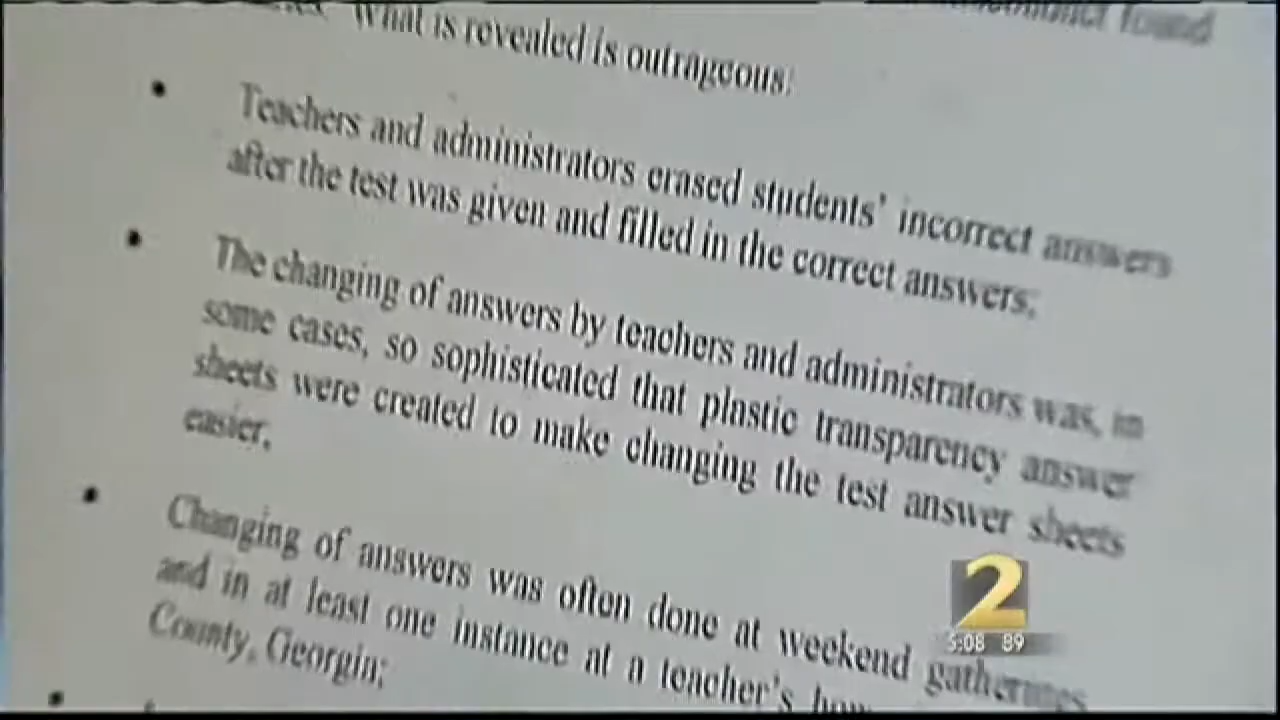 What is revealed is outrageous:
found
• Teachers and administrators erased students' incorrect answers
after the test was given and filled in the correct answers;
• The changing of answers by teachers and administrators was, in
some cases, so sophisticated that plastic transparency answer
sheets were created to make changing the test answer sheets
easier;
• Changing of answers was often done at weekend gatherings
and in at least one instance at a teacher's
County, Georgia;
•
2
5:08 89